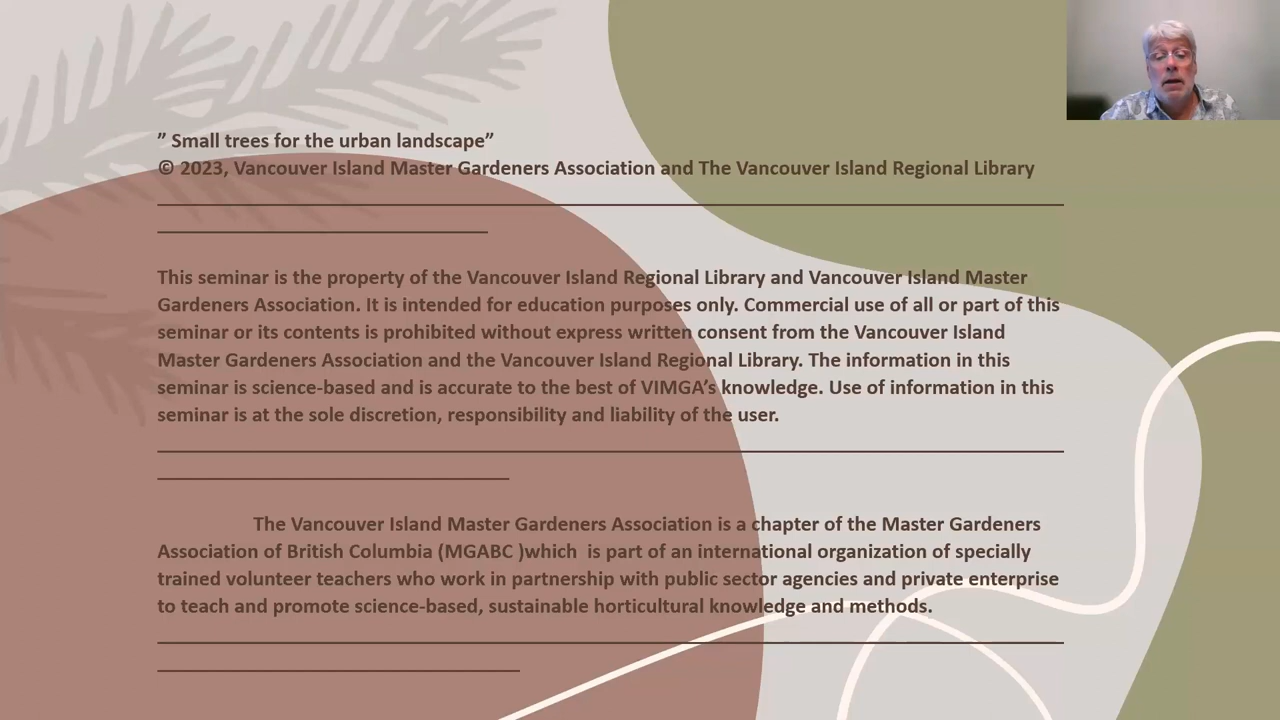 ” Small trees for the urban landscape”
© 2023, Vancouver Island Master Gardeners Association and The Vancouver Island Regional Library
This seminar is the property of the Vancouver Island Regional Library and Vancouver Island Master
Gardeners Association. It is intended for education purposes only. Commercial use of all or part of this
seminar or its contents is prohibited without express written consent from the Vancouver Island
Master Gardeners Association and the Vancouver Island Regional Library. The information in this
seminar is science-based and is accurate to the best of VIMGA’s knowledge. Use of information in this
seminar is at the sole discretion, responsibility and liability of the user.
The Vancouver Island Master Gardeners Association is a chapter of the Master Gardeners
Association of British Columbia (MGABC )which  is part of an international organization of specially
trained volunteer teachers who work in partnership with public sector agencies and private enterprise
to teach and promote science-based, sustainable horticultural knowledge and methods.